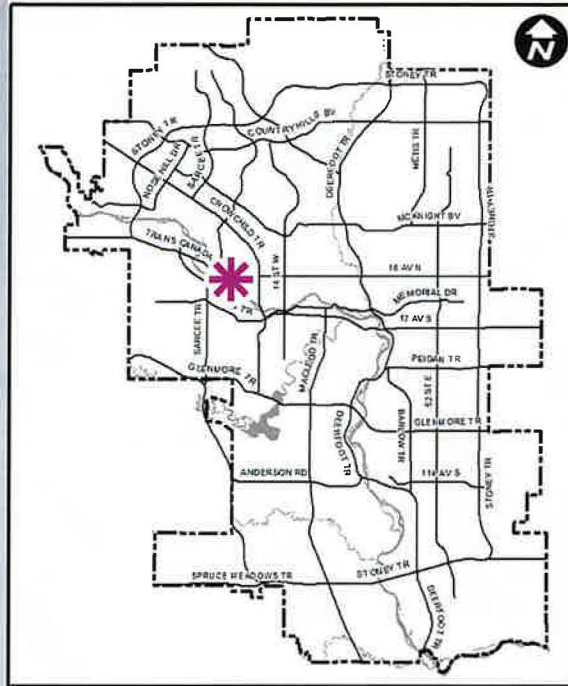 N
STONEY TR
STONEY TR
COUNTRY HILLS BV
NOSE HILL DR
SARCEE TR
DEERFOOT TR
METIS TR
CROWCHILD TR
14 ST W
MCKNIGHT BV
TRANS CANADA
16 AV N
MEMORIAL DR
TR
17 AV S
SARCEE TR
MACLEOD TR
PEIGAN TR
GLENMORE TR
52 ST E
DEERFOOT TR
BARLOW TR
GLENMORE TR
ANDERSON RD
114 AV S
STONEY TR
STONEY TR
SPRUCE MEADOWS TR
DEERFOOT TR